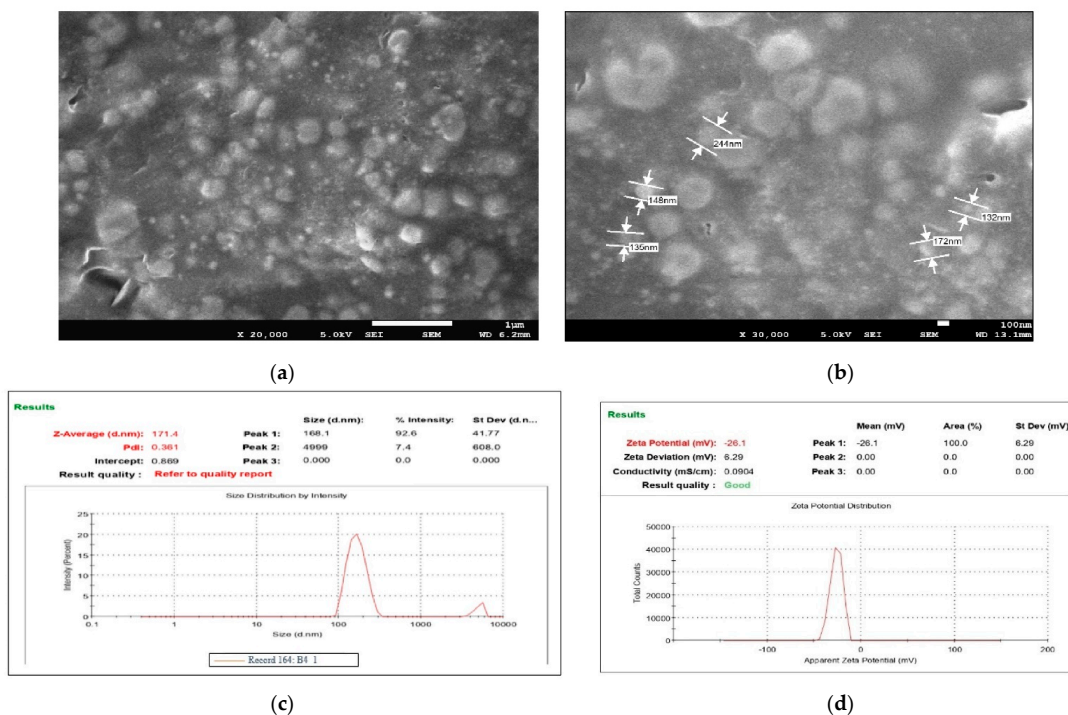 1µm
X 20,000 5.0kV SEI SEM WD 6.2mm
244nm
148nm
132nm
135nm
172nm
100nm
X 30,000 5.0kV SEI SEM WD 13.1mm
(a)
(b)
Results
Size (d.nm): % Intensity: St Dev (d.n...
Z-Average (d.nm): 171.4 Peak 1: 168.1 92.6 41.77
PdI: 0.361 Peak 2: 4999 7.4 608.0
Intercept: 0.869 Peak 3: 0.000 0.0 0.000
Result quality : Refer to quality report
Size Distribution by Intensity
Intensity (Percent)
25
20
15
10
5
0
0.1 1 10 100 1000 10000
Size (d.nm)
Record 164: B4 1
Results
Mean (mV) Area (%) St Dev (mV)
Zeta Potential (mV): -26.1 Peak 1: -26.1 100.0 6.29
Zeta Deviation (mV): 6.29 Peak 2: 0.00 0.0 0.00
Conductivity (mS/cm): 0.0904 Peak 3: 0.00 0.0 0.00
Result quality : Good
Zeta Potential Distribution
Total Counts
50000
40000
30000
20000
10000
0
-100 0 100 200
Apparent Zeta Potential (mV)
(c)
(d)